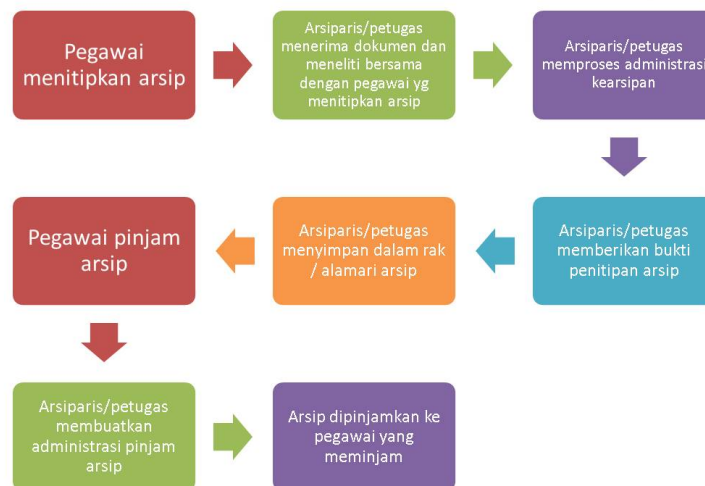 Pegawai
menitipkan arsip
Arsiparis/petugas
menerima dokumen dan
meneliti bersama
dengan pegawai yg
menitipkan arsip
Arsiparis/petugas
memproses administrasi
kearsipan
Arsiparis/petugas
memberikan bukti
penitipan arsip
Arsiparis/petugas
menyimpan dalam rak
/ alamari arsip
Pegawai pinjam
arsip
Arsiparis/petugas
membuatkan
administrasi pinjam
arsip
Arsip dipinjamkan ke
pegawai yang
meminjam